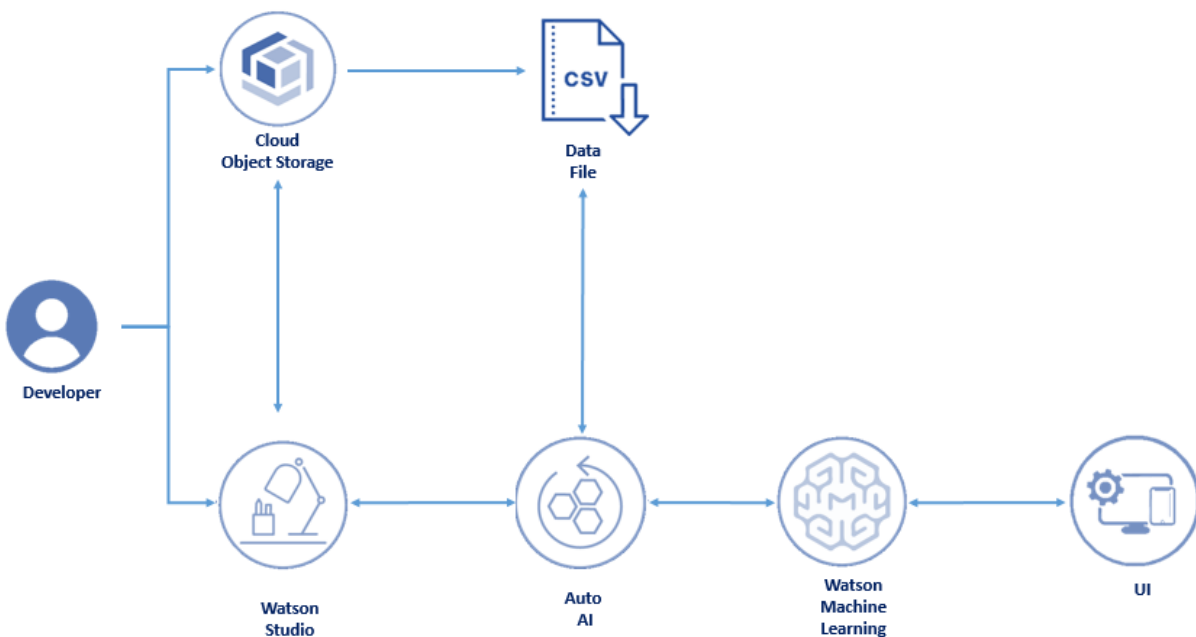 CSV
Cloud
Object Storage
Data
File
Developer
Watson
Studio
Auto
AI
Watson
Machine
Learning
UI